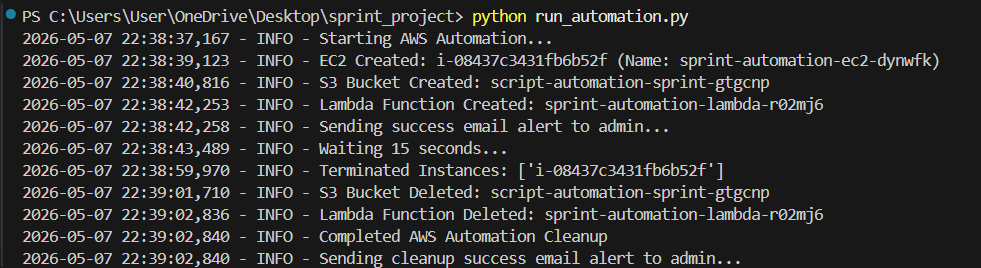 PS C:\Users\User\OneDrive\Desktop\sprint_project> python run_automation.py
2026-05-07 22:38:37,167 - INFO - Starting AWS Automation...
2026-05-07 22:38:39,123 - INFO - EC2 Created: i-08437c3431fb6b52f (Name: sprint-automation-ec2-dynwfk)
2026-05-07 22:38:40,816 - INFO - S3 Bucket Created: script-automation-sprint-gtgcnp
2026-05-07 22:38:42,253 - INFO - Lambda Function Created: sprint-automation-lambda-r02mj6
2026-05-07 22:38:42,258 - INFO - Sending success email alert to admin...
2026-05-07 22:38:43,489 - INFO - Waiting 15 seconds...
2026-05-07 22:38:59,970 - INFO - Terminated Instances: ['i-08437c3431fb6b52f']
2026-05-07 22:39:01,710 - INFO - S3 Bucket Deleted: script-automation-sprint-gtgcnp
2026-05-07 22:39:02,836 - INFO - Lambda Function Deleted: sprint-automation-lambda-r02mj6
2026-05-07 22:39:02,840 - INFO - Completed AWS Automation Cleanup
2026-05-07 22:39:02,840 - INFO - Sending cleanup success email alert to admin...